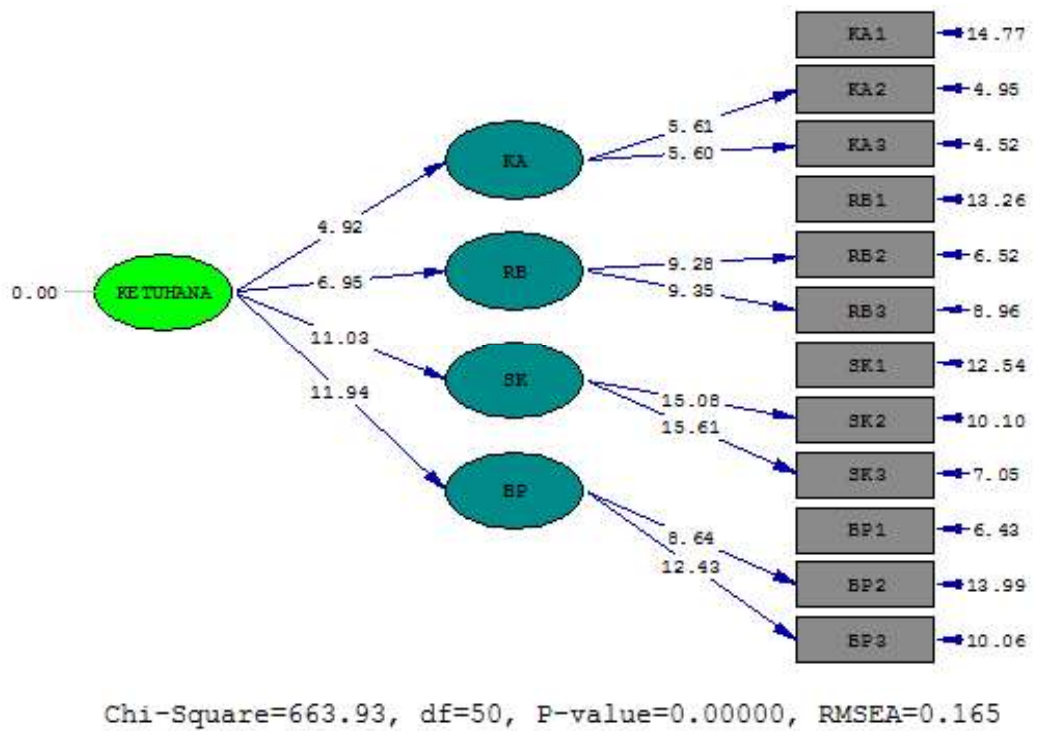 KA1 14.77
KA2 4.95
5.61
KA
5.60
KA3 4.52
RB1 13.26
4.92
RB2 6.52
9.28
RB
6.95
0.00 KETUHANA
9.35
RB3 8.96
11.03
SK1 12.54
SK
11.94
15.08
SK2 10.10
15.61
SK3 7.05
BP
BP1 6.43
8.64
12.43
BP2 13.99
BP3 10.06
Chi-Square=663.93, df=50, P-value=0.00000, RMSEA=0.165